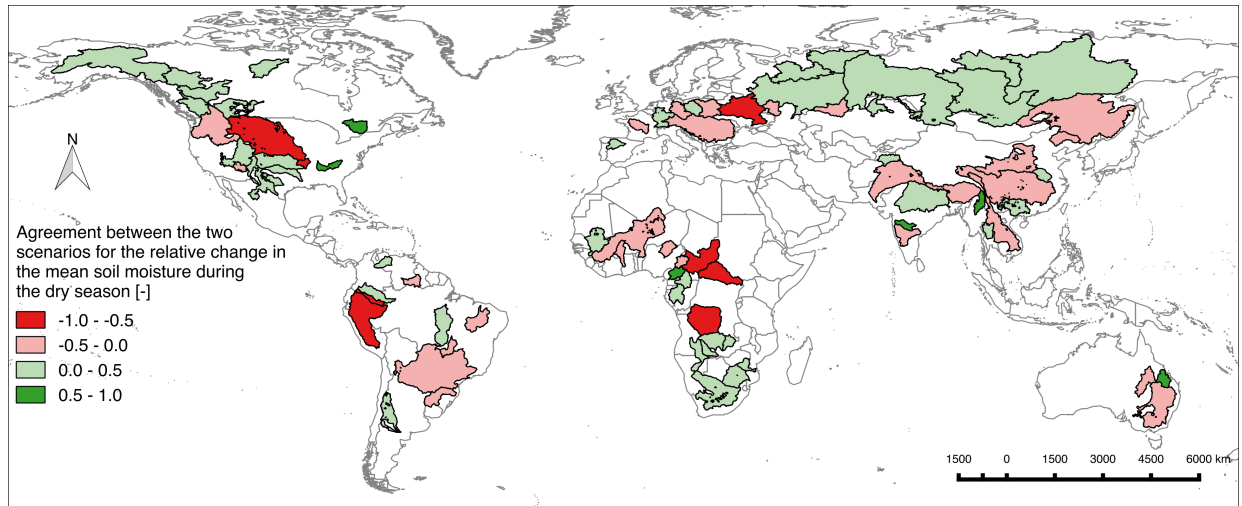 N
Agreement between the two
scenarios for the relative change in
the mean soil moisture during
the dry season [-]
-1.0 - -0.5
-0.5 - 0.0
0.0 - 0.5
0.5 - 1.0
1500 0 1500 3000 4500 6000 km